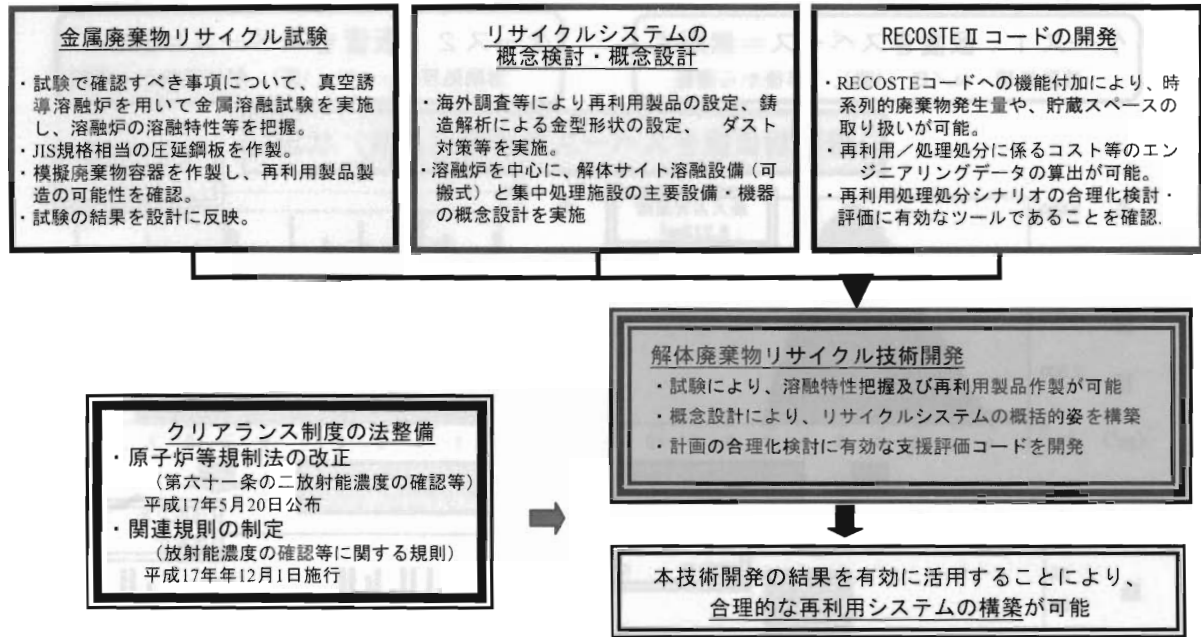 金属廃棄物リサイクル試験
・試験で確認すべき事項について、真空誘
導溶融炉を用いて金属溶融試験を実施
し、溶融炉の溶融特性等を把握。
・JIS規格相当の圧延鋼板を作製。
・模擬廃棄物容器を作製し、再利用製品製
造の可能性を確認。
・試験の結果を設計に反映。
リサイクルシステムの
概念検討・概念設計
・海外調査等により再利用製品の設定、鋳
造解析による金型形状の設定、 ダスト
対策等を実施。
・溶融炉を中心に、解体サイト溶融設備（可
搬式）と集中処理施設の主要設備・機器
の概念設計を実施
RECOSTEⅡコードの開発
・RECOSTEコードへの機能付加により、時
系列的廃棄物発生量や、貯蔵スペースの
取り扱いが可能。
・再利用／処理処分に係るコスト等のエン
ジニアリングデータの算出が可能。
・再利用処理処分シナリオの合理化検討・
評価に有効なツールであることを確認.
解体廃棄物リサイクル技術開発
・試験により、溶融特性把握及び再利用製品作製が可能
・概念設計により、リサイクルシステムの概括的姿を構築
・計画の合理化検討に有効な支援評価コードを開発
クリアランス制度の法整備
・原子炉等規制法の改正
（第六十一条の二放射能濃度の確認等）
平成17年5月20日公布
・関連規則の制定
（放射能濃度の確認等に関する規則）
平成17年年12月1日施行
本技術開発の結果を有効に活用することにより、
合理的な再利用システムの構築が可能